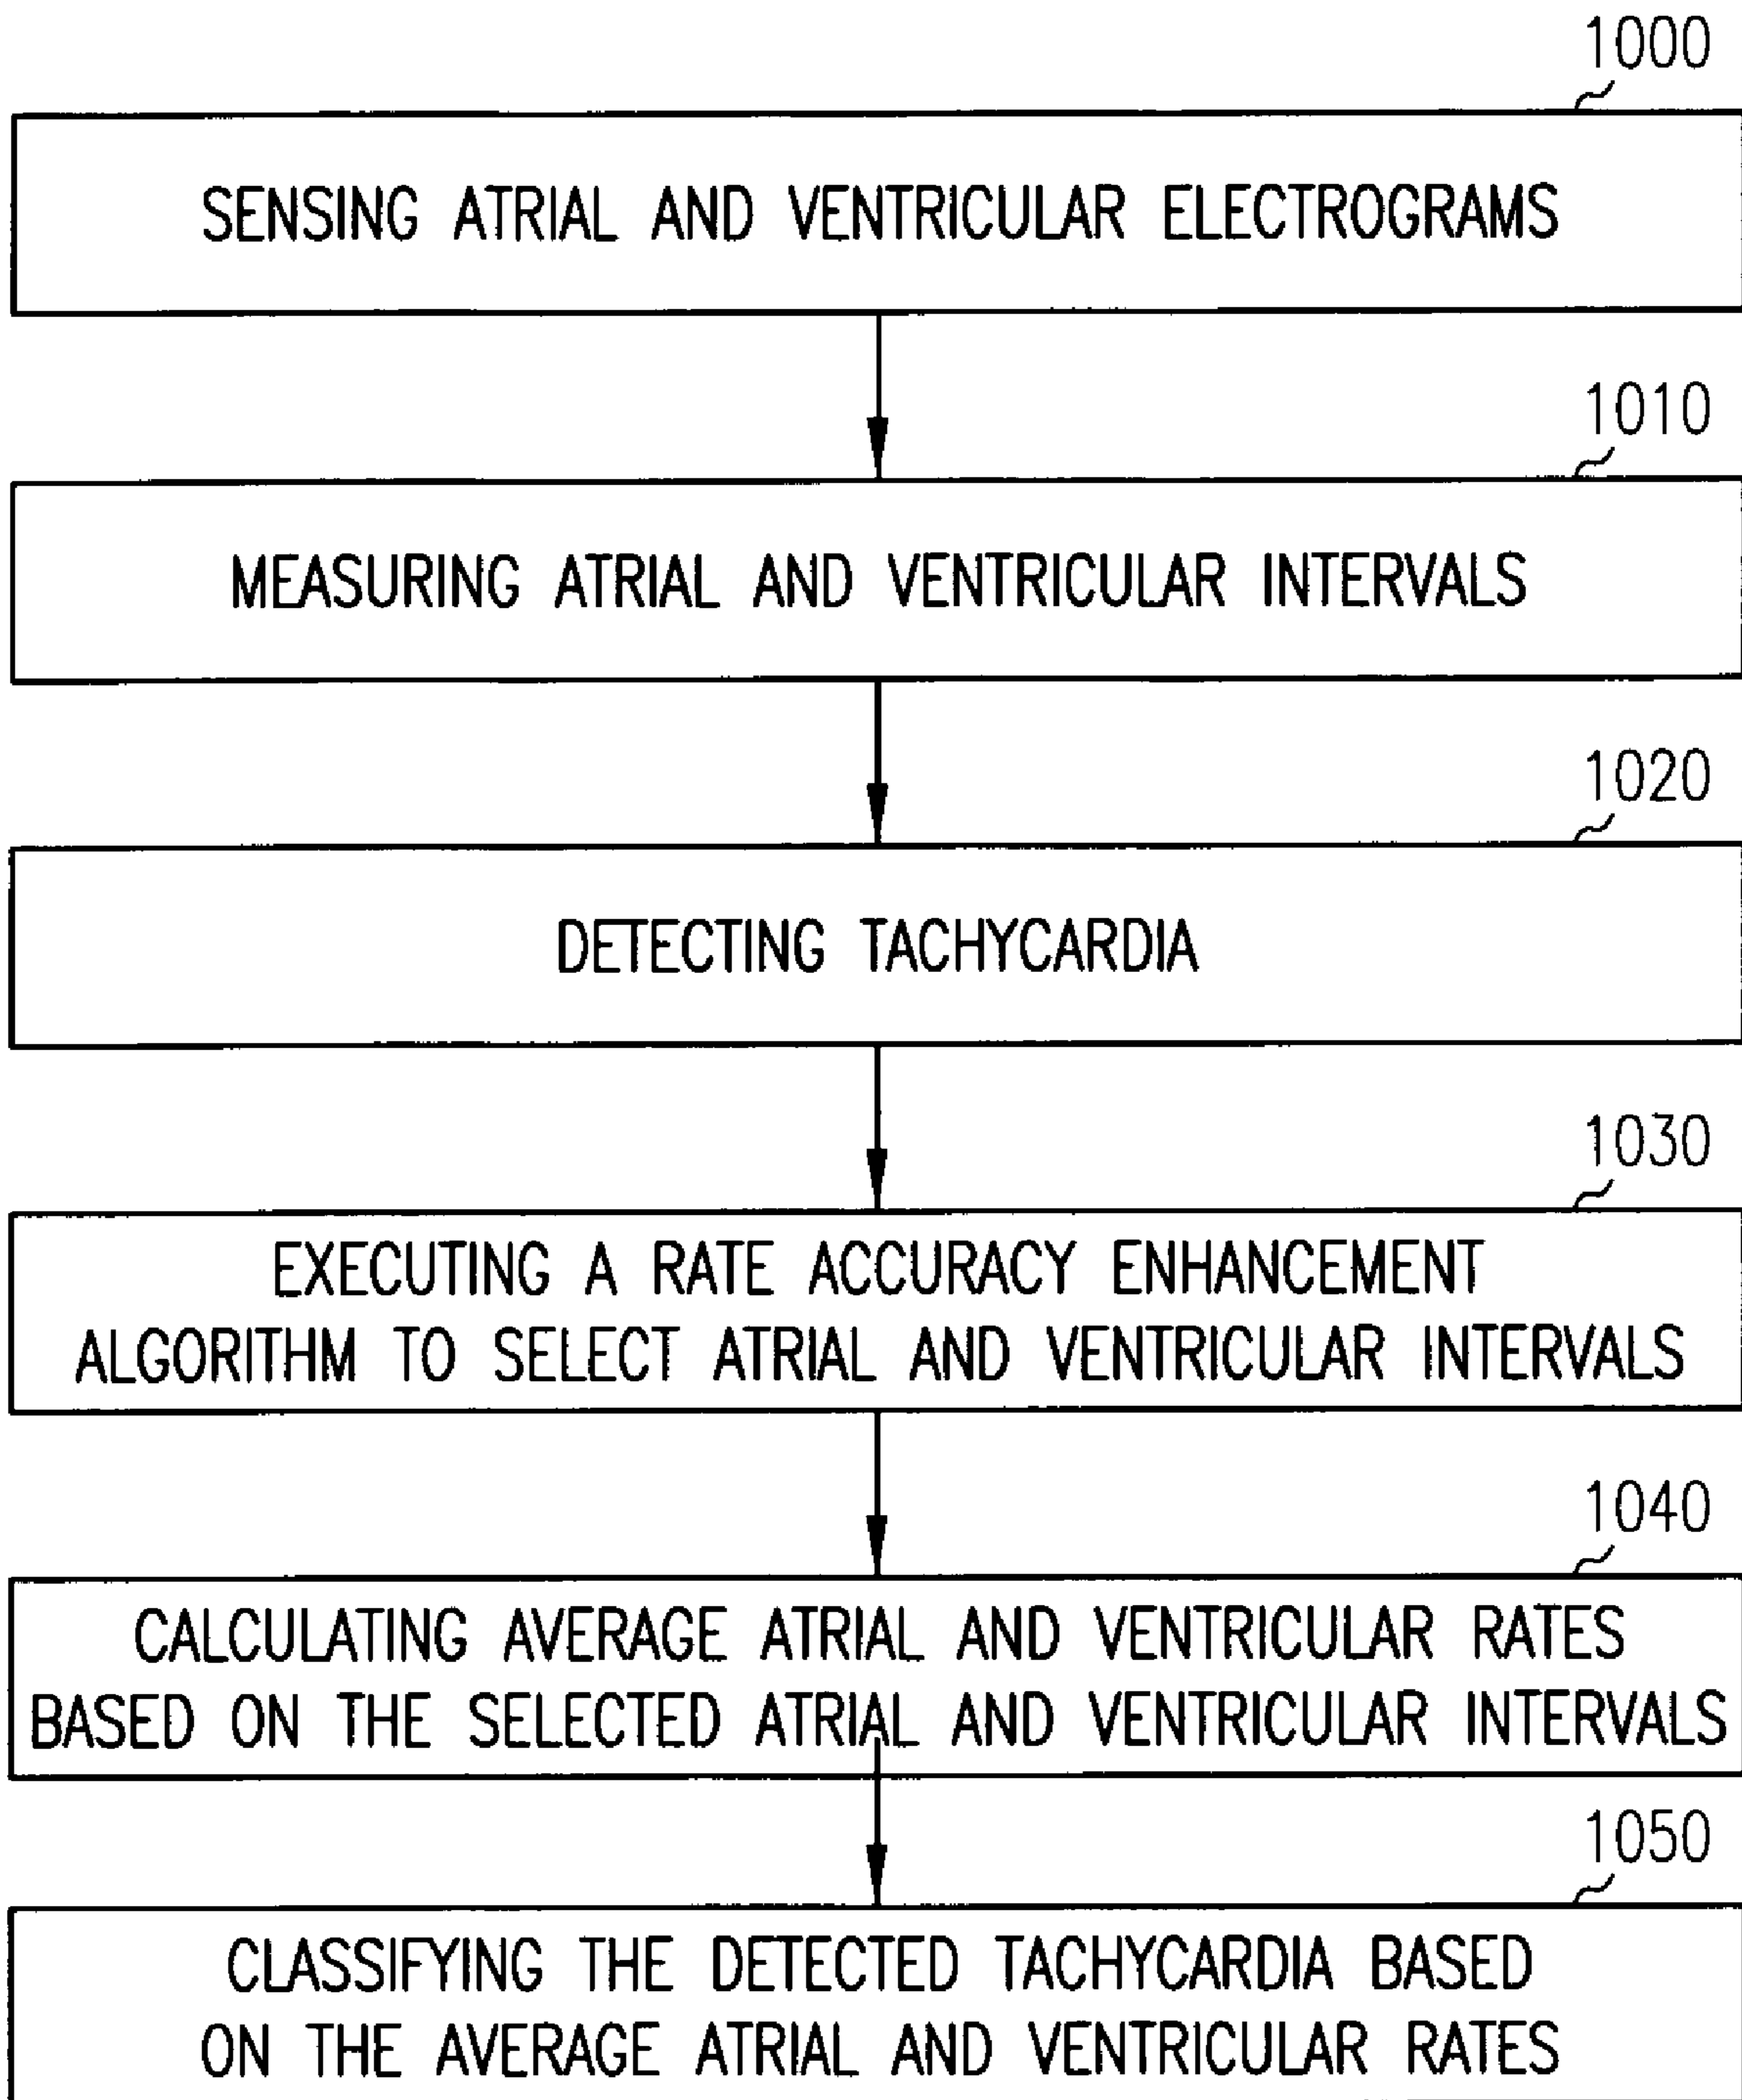 1000
SENSING ATRIAL AND VENTRICULAR ELECTROGRAMS
1010
MEASURING ATRIAL AND VENTRICULAR INTERVALS
1020
DETECTING TACHYCARDIA
1030
EXECUTING A RATE ACCURACY ENHANCEMENT
ALGORITHM TO SELECT ATRIAL AND VENTRICULAR INTERVALS
1040
CALCULATING AVERAGE ATRIAL AND VENTRICULAR RATES
BASED ON THE SELECTED ATRIAL AND VENTRICULAR INTERVALS
1050
CLASSIFYING THE DETECTED TACHYCARDIA BASED
ON THE AVERAGE ATRIAL AND VENTRICULAR RATES